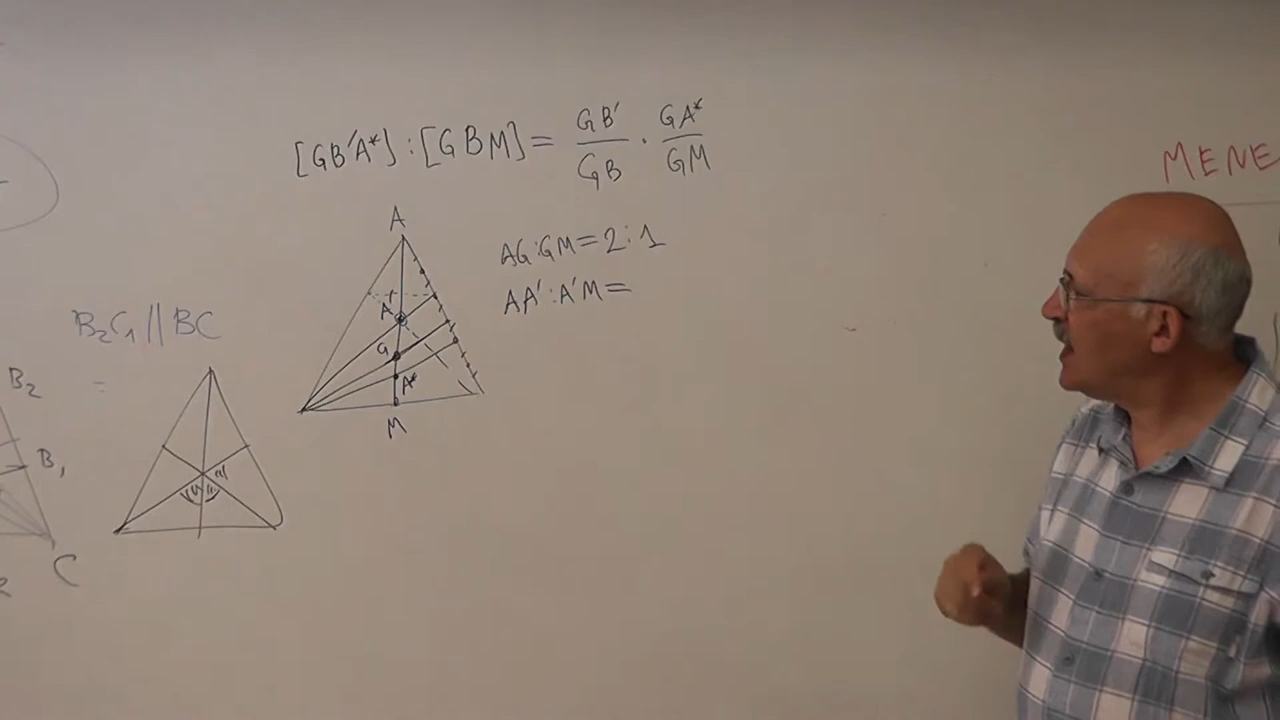 [GB'A*] : [GBM] = GB'/GB · GA*/GM
MENE
A
AG:GM=2:1
AA':A'M=
B₂C₁ // BC
A'
G
A*
M
B₂
B₁
C